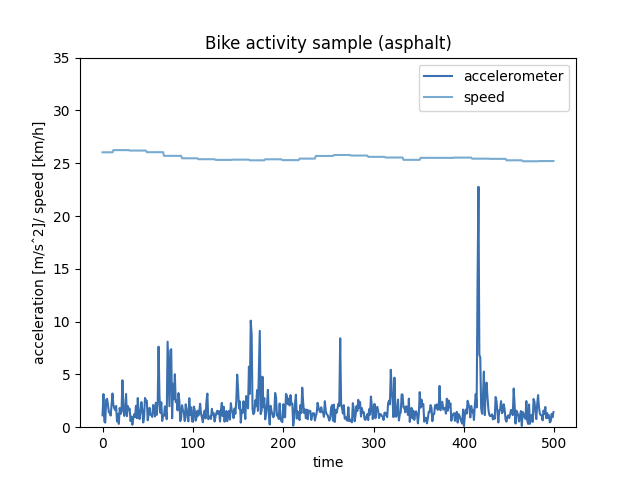 Bike activity sample (asphalt)
accelerometer
speed
acceleration [m/s^2]/ speed [km/h]
35
30
25
20
15
10
5
0
0 100 200 300 400 500
time